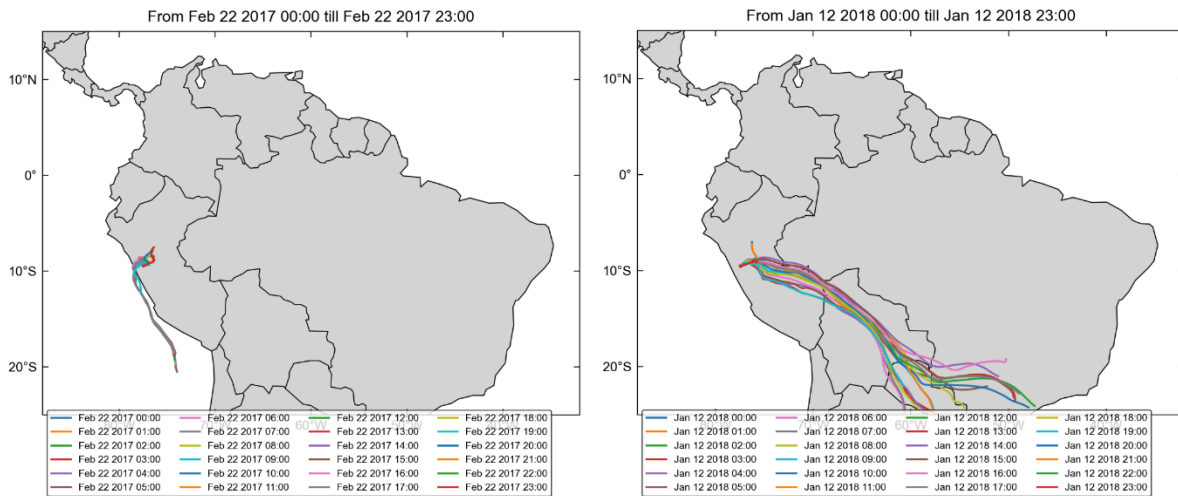 From Feb 22 2017 00:00 till Feb 22 2017 23:00
10°N
0°
10°S
20°S
80°W 70°W 60°W 50°W 40°W
Feb 22 2017 00:00 Feb 22 2017 06:00 Feb 22 2017 12:00 Feb 22 2017 18:00
Feb 22 2017 01:00 Feb 22 2017 07:00 Feb 22 2017 13:00 Feb 22 2017 19:00
Feb 22 2017 02:00 Feb 22 2017 08:00 Feb 22 2017 14:00 Feb 22 2017 20:00
Feb 22 2017 03:00 Feb 22 2017 09:00 Feb 22 2017 15:00 Feb 22 2017 21:00
Feb 22 2017 04:00 Feb 22 2017 10:00 Feb 22 2017 16:00 Feb 22 2017 22:00
Feb 22 2017 05:00 Feb 22 2017 11:00 Feb 22 2017 17:00 Feb 22 2017 23:00
From Jan 12 2018 00:00 till Jan 12 2018 23:00
10°N
0°
10°S
20°S
80°W 70°W 60°W 50°W 40°W
Jan 12 2018 00:00 Jan 12 2018 06:00 Jan 12 2018 12:00 Jan 12 2018 18:00
Jan 12 2018 01:00 Jan 12 2018 07:00 Jan 12 2018 13:00 Jan 12 2018 19:00
Jan 12 2018 02:00 Jan 12 2018 08:00 Jan 12 2018 14:00 Jan 12 2018 20:00
Jan 12 2018 03:00 Jan 12 2018 09:00 Jan 12 2018 15:00 Jan 12 2018 21:00
Jan 12 2018 04:00 Jan 12 2018 10:00 Jan 12 2018 16:00 Jan 12 2018 22:00
Jan 12 2018 05:00 Jan 12 2018 11:00 Jan 12 2018 17:00 Jan 12 2018 23:00